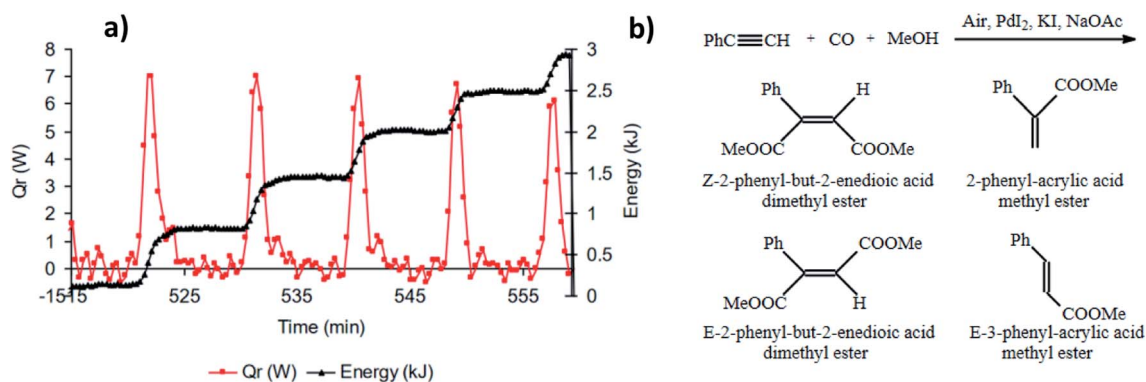 a)
8
7
6
5
4
3
2
1
0
-1
515
525
535
545
555
3
2.5
2
1.5
1
0.5
0
Qr (W)
Energy (kJ)
Time (min)
Qr (W) Energy (kJ)
b)
PhC CH + CO + MeOH
Air, PdI₂, KI, NaOAc
Ph H
MeOOC COOMe
Z-2-phenyl-but-2-enedioic acid
dimethyl ester
Ph COOMe
2-phenyl-acrylic acid
methyl ester
Ph COOMe
MeOOC H
E-2-phenyl-but-2-enedioic acid
dimethyl ester
Ph
COOMe
E-3-phenyl-acrylic acid
methyl ester